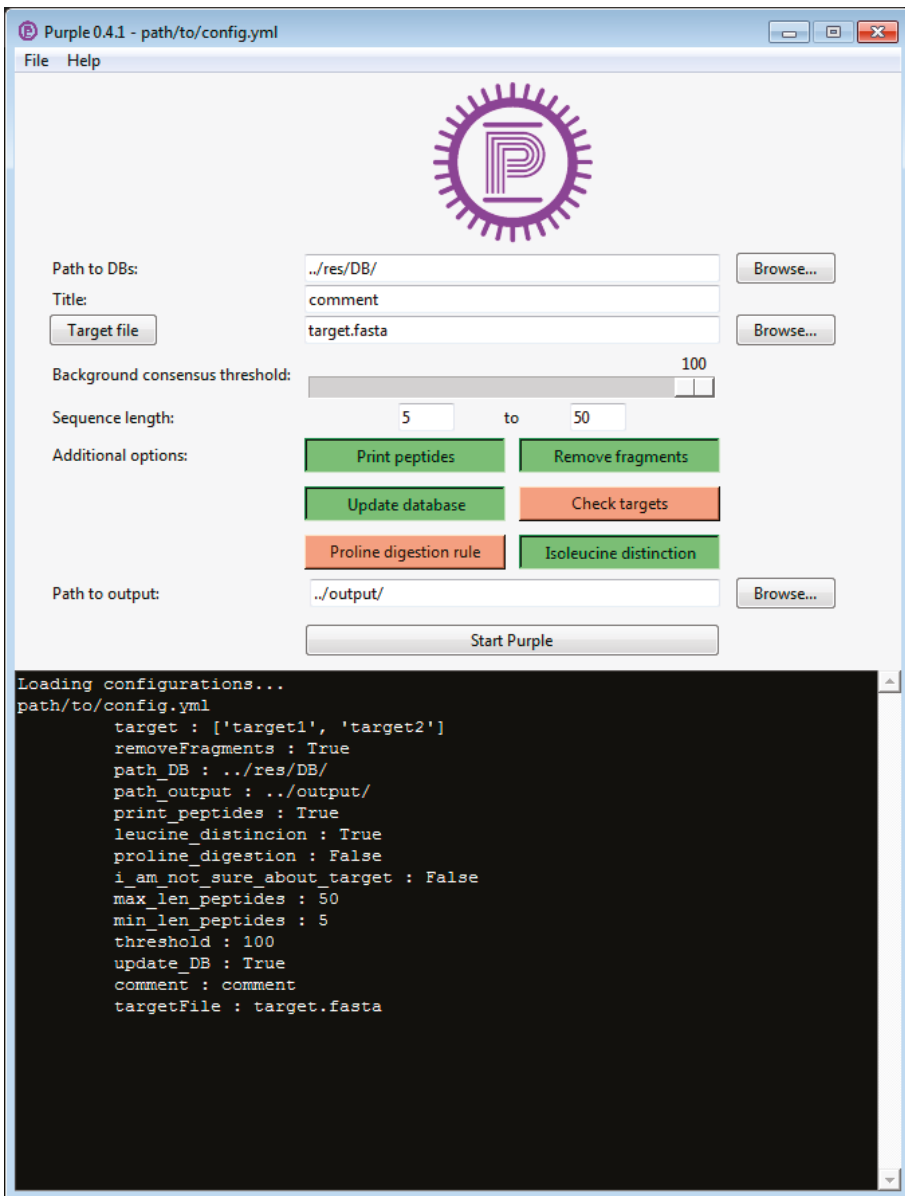 Purple 0.4.1 - path/to/config.yml
File Help
P
Path to DBs: ../res/DB/ Browse...
Title: comment
Target file target.fasta Browse...
100
Background consensus threshold:
Sequence length: 5 to 50
Additional options: Print peptides Remove fragments
Update database Check targets
Proline digestion rule Isoleucine distinction
Path to output: ../output/ Browse...
Start Purple
Loading configurations...
path/to/config.yml
target : ['target1', 'target2']
removeFragments : True
path_DB : ../res/DB/
path_output : ../output/
print_peptides : True
leucine_distincion : True
proline_digestion : False
i_am_not_sure_about_target : False
max_len_peptides : 50
min_len_peptides : 5
threshold : 100
update_DB : True
comment : comment
targetFile : target.fasta